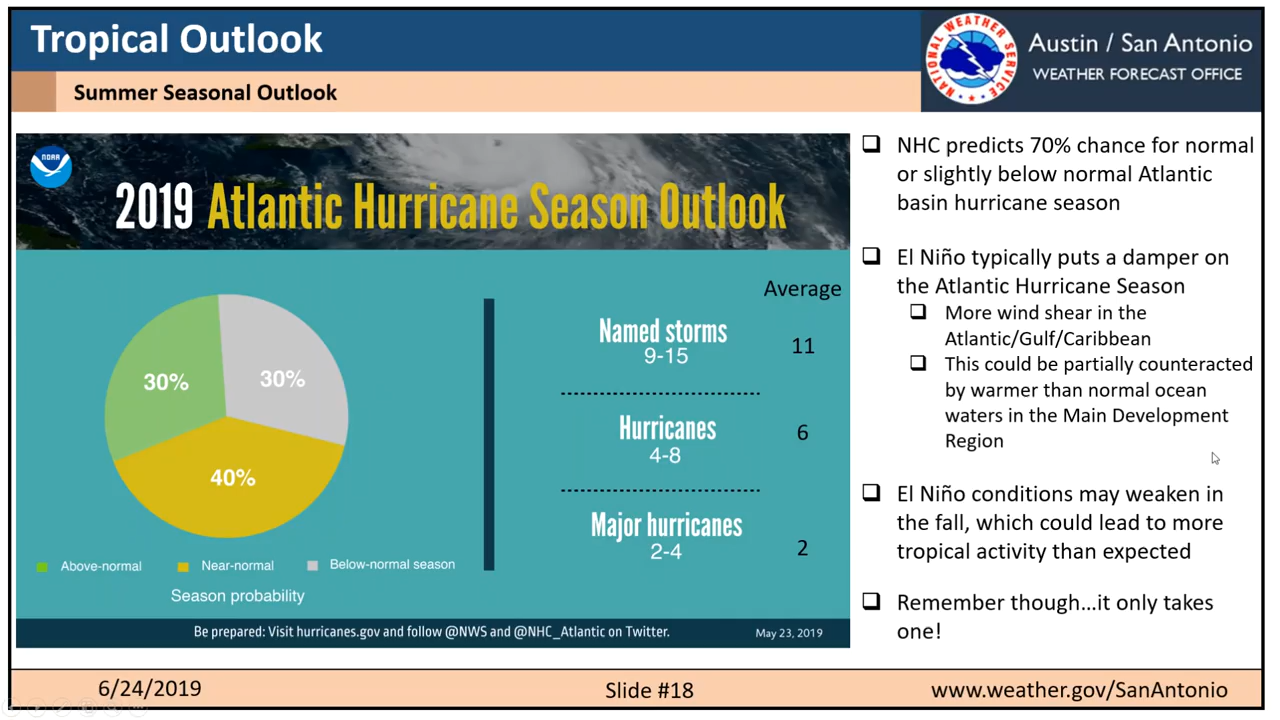 Tropical Outlook
Summer Seasonal Outlook
NATIONAL WEATHER SERVICE
Austin / San Antonio
WEATHER FORECAST OFFICE
NOAA
2019 Atlantic Hurricane Season Outlook
30%
30%
40%
Above-normal
Near-normal
Below-normal season
Season probability
Average
Named storms
9-15
11
Hurricanes
4-8
6
Major hurricanes
2-4
2
Be prepared: Visit hurricanes.gov and follow @NWS and @NHC_Atlantic on Twitter.
May 23, 2019
NHC predicts 70% chance for normal
or slightly below normal Atlantic
basin hurricane season
El Niño typically puts a damper on
the Atlantic Hurricane Season
More wind shear in the
Atlantic/Gulf/Caribbean
This could be partially counteracted
by warmer than normal ocean
waters in the Main Development
Region
El Niño conditions may weaken in
the fall, which could lead to more
tropical activity than expected
Remember though…it only takes
one!
6/24/2019
Slide #18
www.weather.gov/SanAntonio